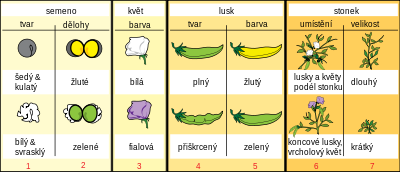 semeno květ lusk stonek
tvar dělohy barva tvar barva umístění velikost
šedý & kulatý žluté bílá plný žlutý lusky a květy podél stonku dlouhý
bílý & svrasklý zelené fialová přiškrcený zelený koncové lusky, vrcholový květ krátký
1 2 3 4 5 6 7